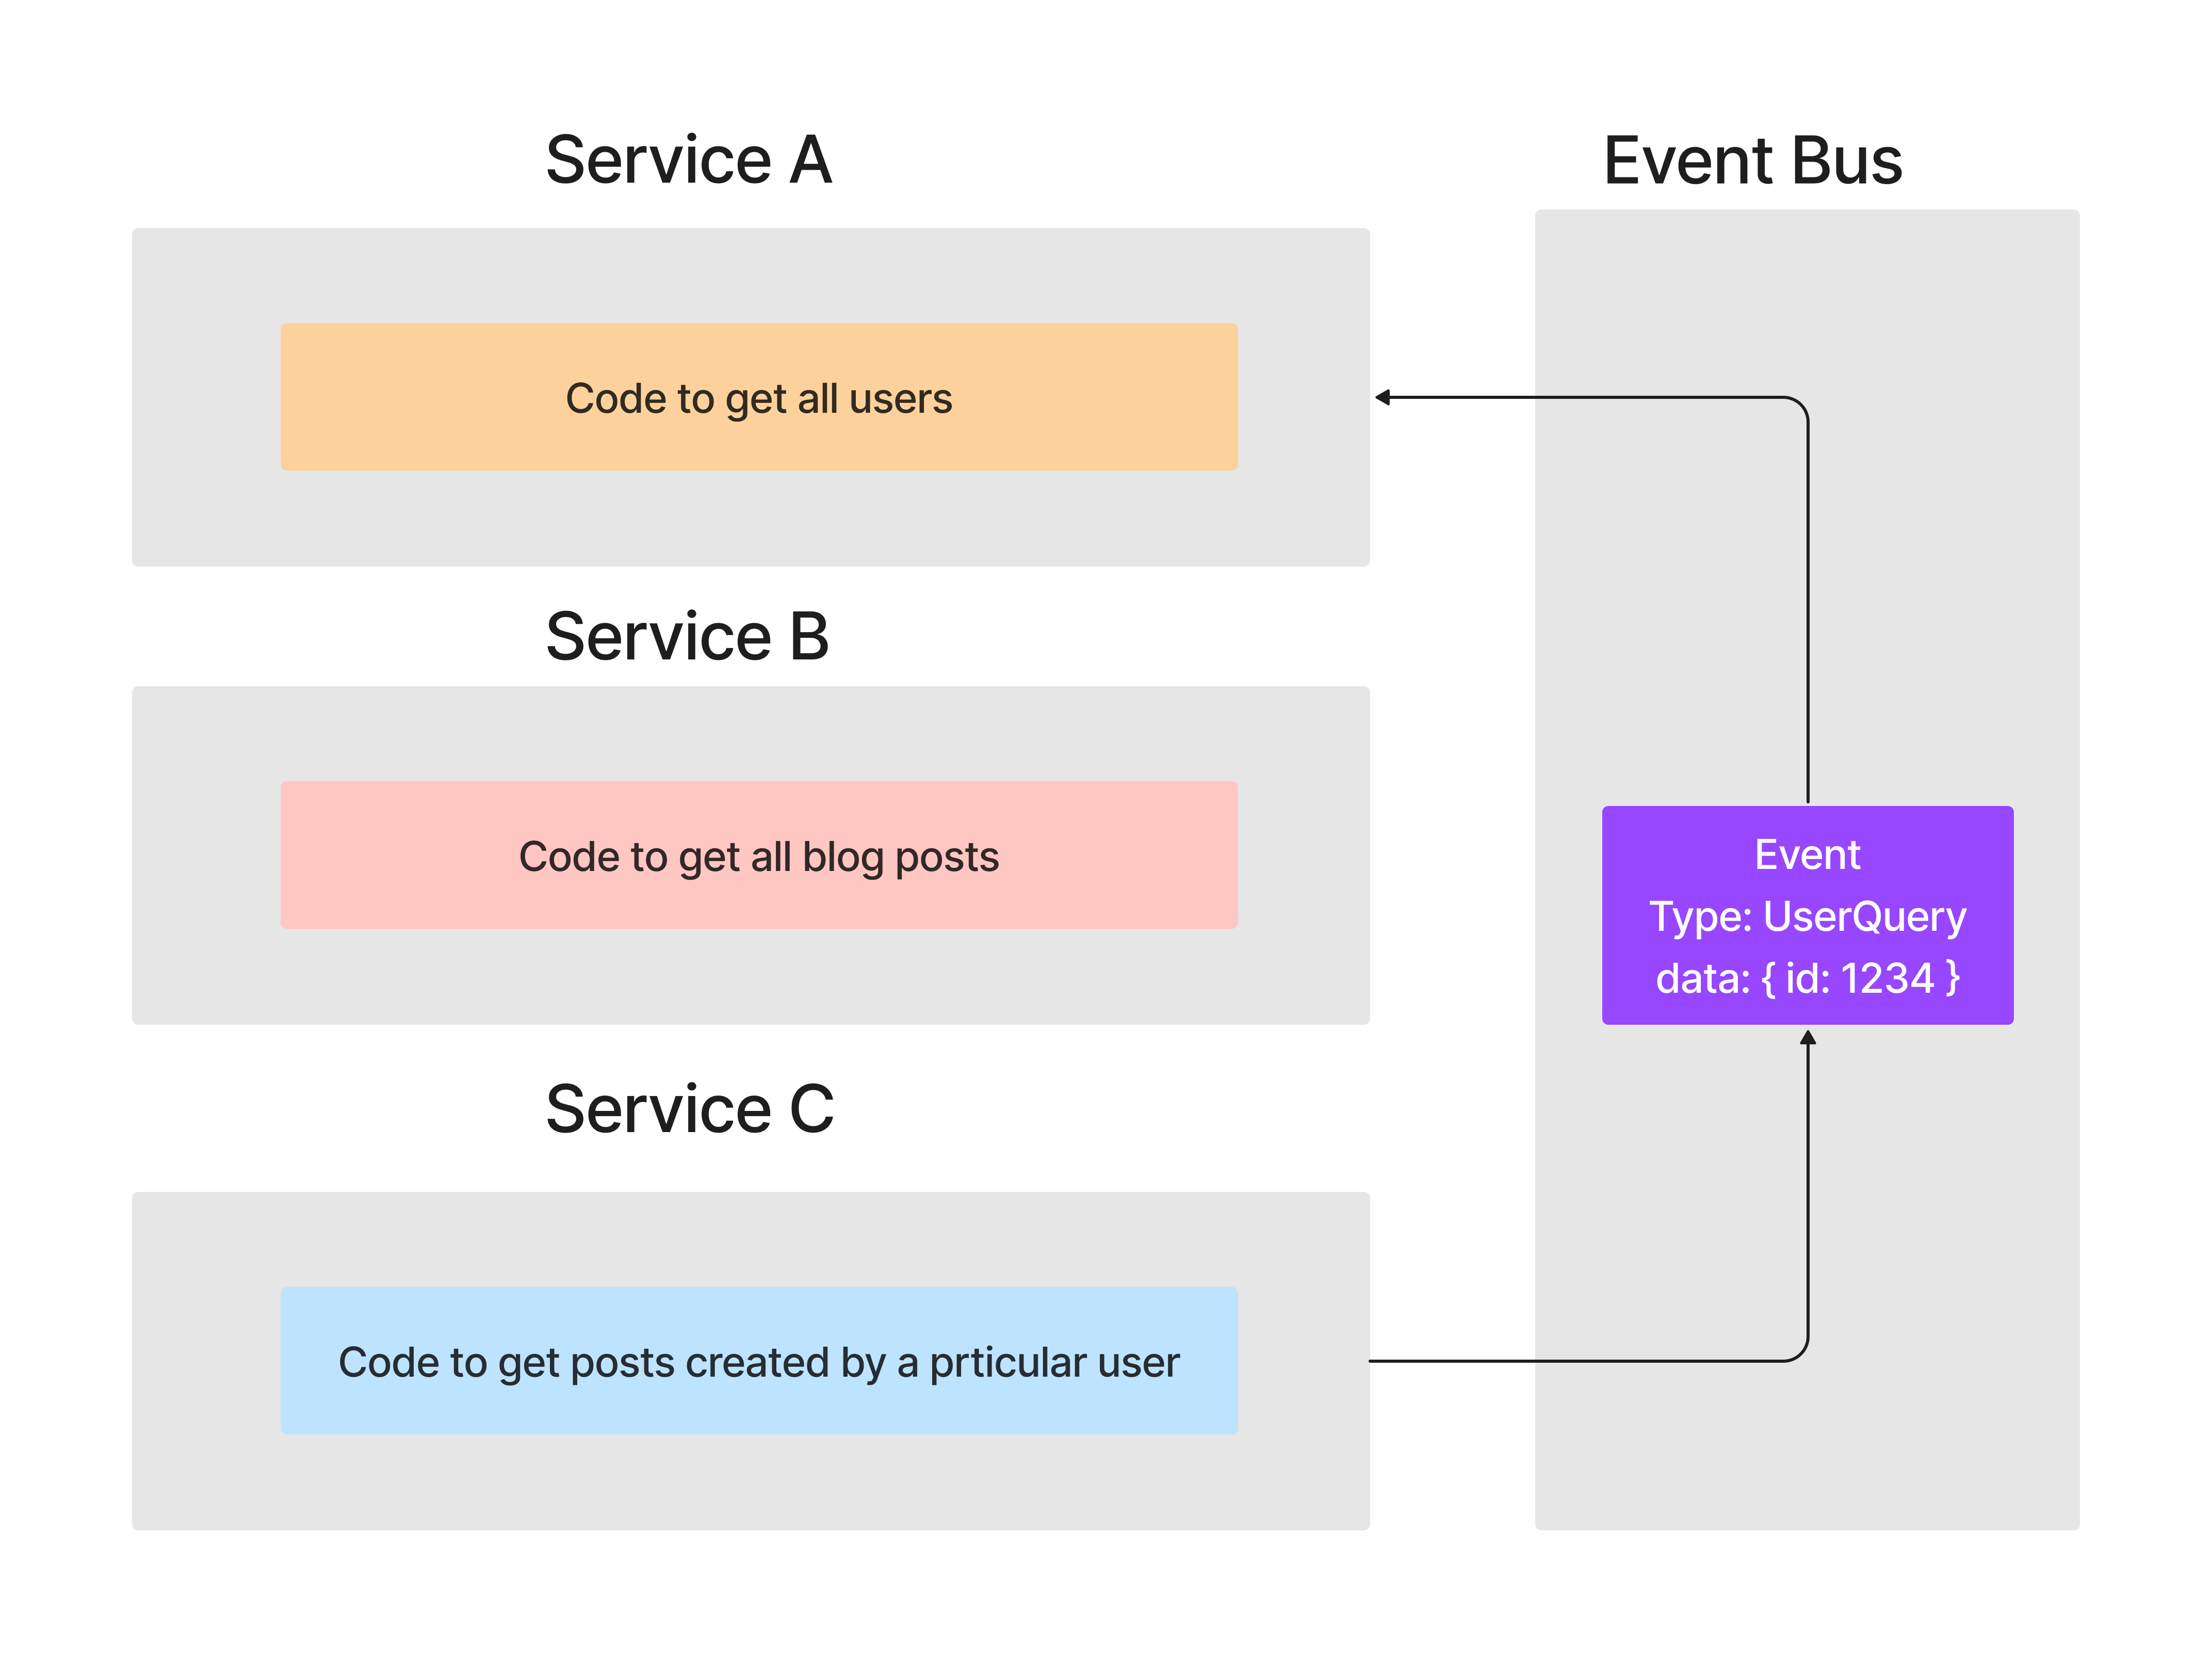 Service A
Code to get all users
Service B
Code to get all blog posts
Service C
Code to get posts created by a prticular user
Event Bus
Event
Type: UserQuery
data: { id: 1234 }